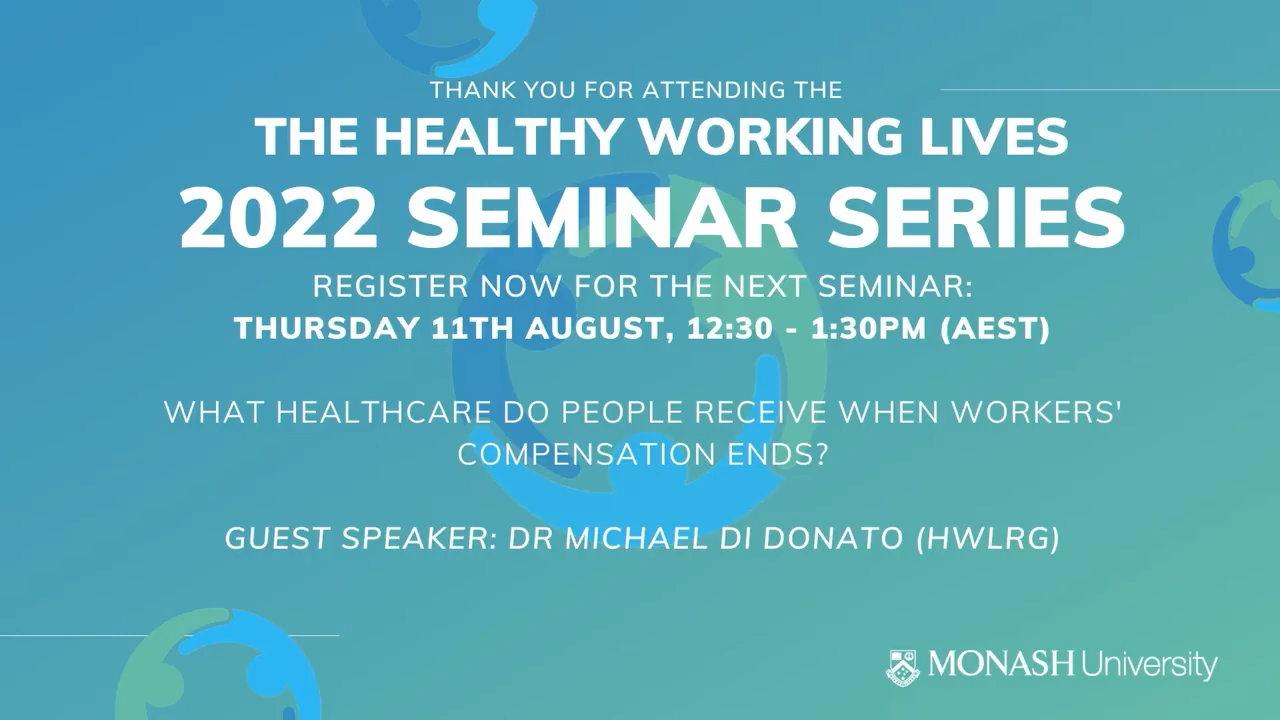 THANK YOU FOR ATTENDING THE
THE HEALTHY WORKING LIVES
2022 SEMINAR SERIES
REGISTER NOW FOR THE NEXT SEMINAR:
THURSDAY 11TH AUGUST, 12:30 - 1:30PM (AEST)
WHAT HEALTHCARE DO PEOPLE RECEIVE WHEN WORKERS'
COMPENSATION ENDS?
GUEST SPEAKER: DR MICHAEL DI DONATO (HWLRG)
MONASH University